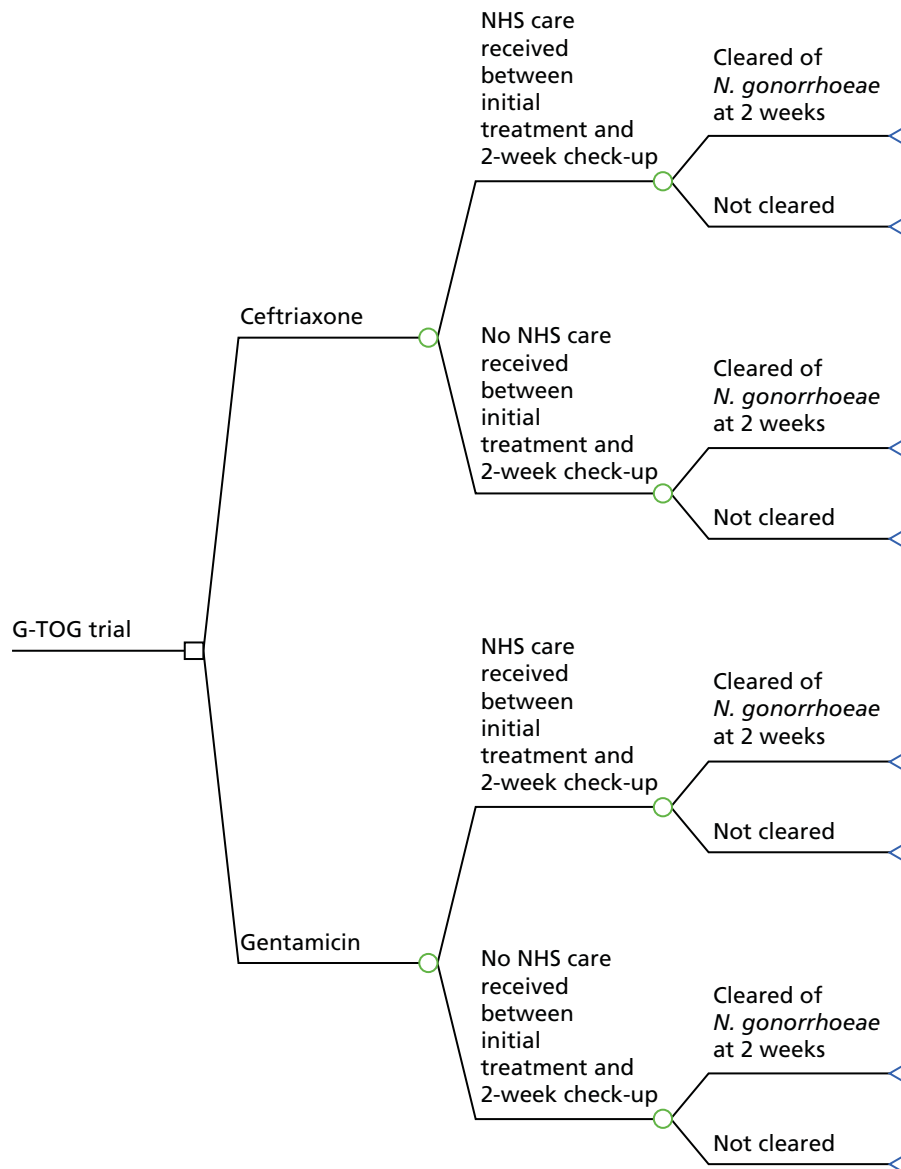 NHS care
received
between
initial
treatment and
2-week check-up
Cleared of
N. gonorrhoeae
at 2 weeks
Not cleared
Ceftriaxone
No NHS care
received
between
initial
treatment and
2-week check-up
Cleared of
N. gonorrhoeae
at 2 weeks
Not cleared
G-TOG trial
NHS care
received
between
initial
treatment and
2-week check-up
Cleared of
N. gonorrhoeae
at 2 weeks
Not cleared
Gentamicin
No NHS care
received
between
initial
treatment and
2-week check-up
Cleared of
N. gonorrhoeae
at 2 weeks
Not cleared